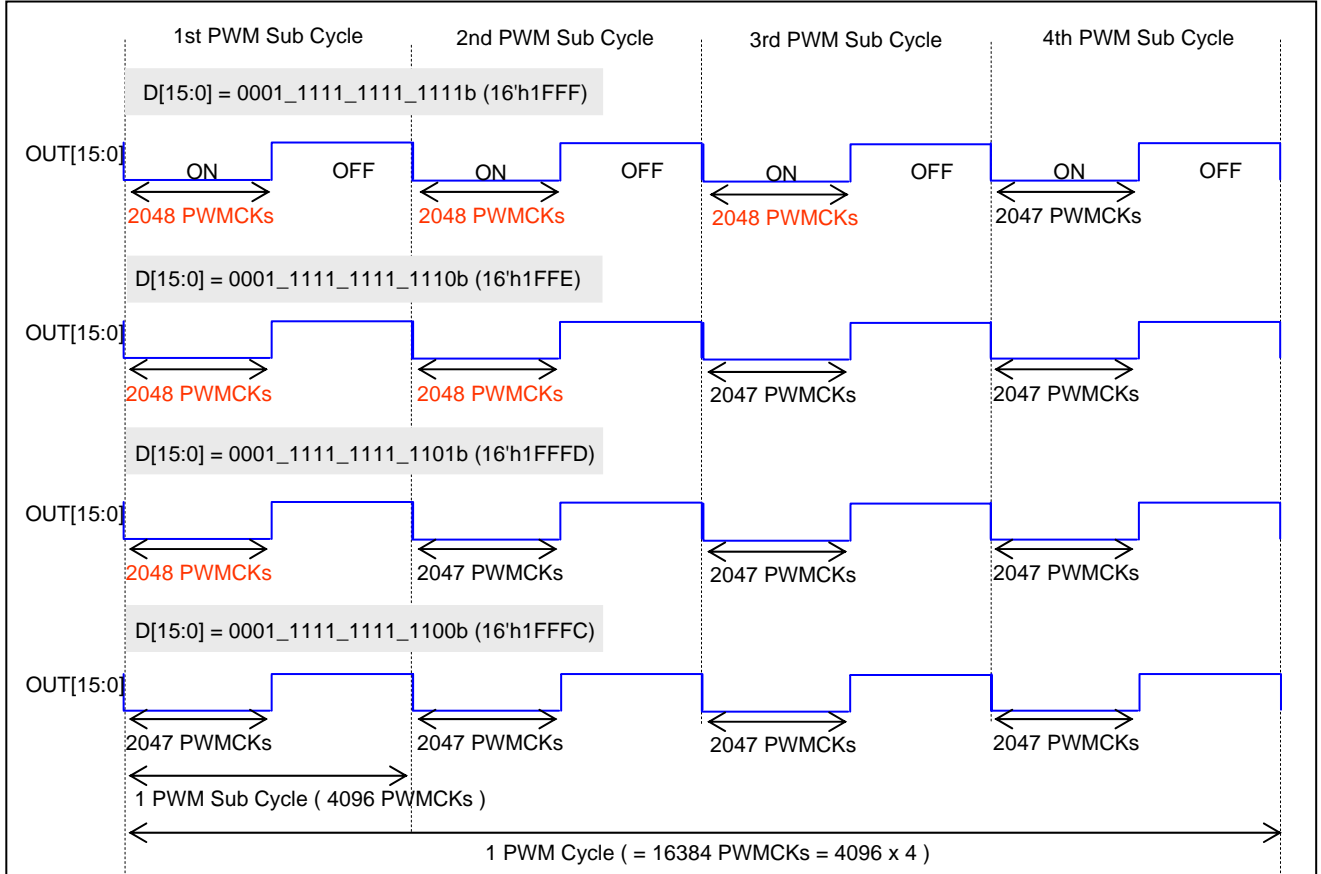 1st PWM Sub Cycle 2nd PWM Sub Cycle 3rd PWM Sub Cycle 4th PWM Sub Cycle
D[15:0] = 0001_1111_1111_1111b (16'h1FFF)
OUT[15:0] ON OFF ON OFF ON OFF ON OFF
2048 PWMCKs 2048 PWMCKs 2048 PWMCKs 2047 PWMCKs
D[15:0] = 0001_1111_1111_1110b (16'h1FFE)
OUT[15:0]
2048 PWMCKs 2048 PWMCKs 2047 PWMCKs 2047 PWMCKs
D[15:0] = 0001_1111_1111_1101b (16'h1FFFD)
OUT[15:0]
2048 PWMCKs 2047 PWMCKs 2047 PWMCKs 2047 PWMCKs
D[15:0] = 0001_1111_1111_1100b (16'h1FFFC)
OUT[15:0]
2047 PWMCKs 2047 PWMCKs 2047 PWMCKs 2047 PWMCKs
1 PWM Sub Cycle ( 4096 PWMCKs )
1 PWM Cycle ( = 16384 PWMCKs = 4096 x 4 )